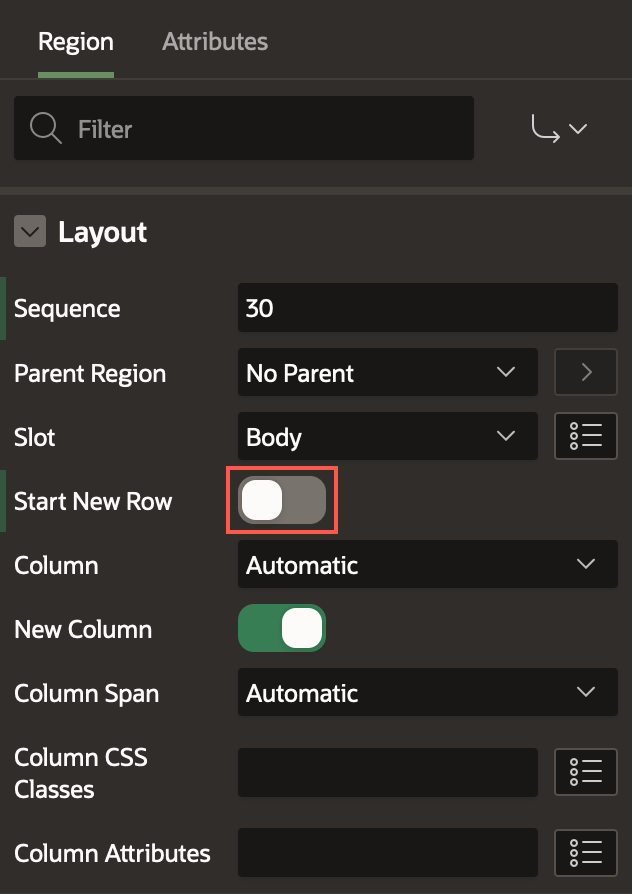 Region Attributes
Filter
Layout
Sequence 30
Parent Region No Parent
Slot Body
Start New Row
Column Automatic
New Column
Column Span Automatic
Column CSS
Classes
Column Attributes